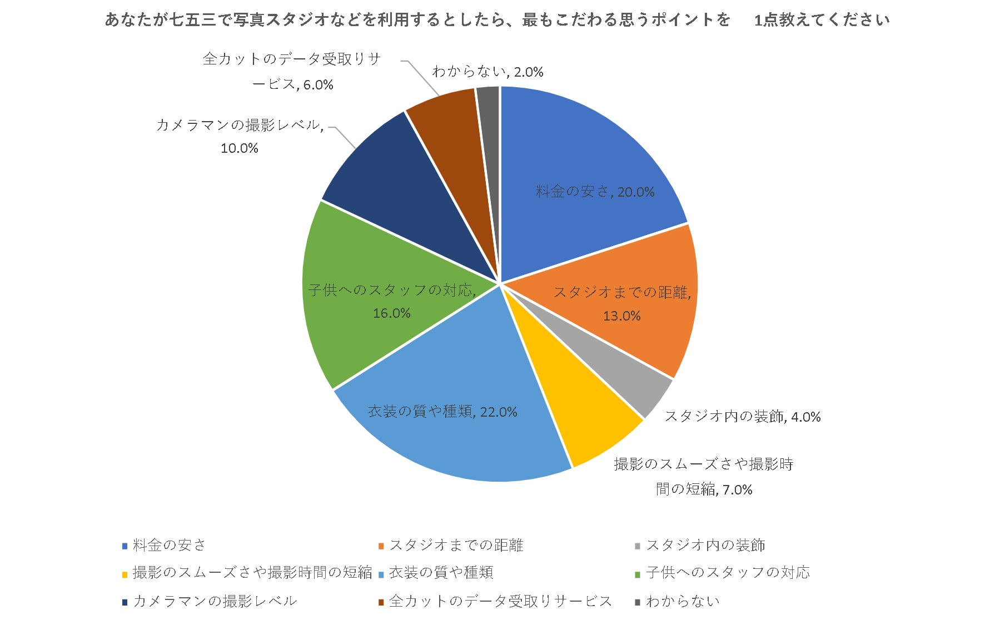 あなたが七五三で写真スタジオなどを利用するとしたら、最もこだわる思うポイントを　1点教えてください
全カットのデータ受取りサ
ービス, 6.0%
わからない, 2.0%
カメラマンの撮影レベル,
10.0%
料金の安さ, 20.0%
子供へのスタッフの対応,
16.0%
スタジオまでの距離,
13.0%
衣装の質や種類, 22.0%
スタジオ内の装飾, 4.0%
撮影のスムーズさや撮影時
間の短縮, 7.0%
料金の安さ
スタジオまでの距離
スタジオ内の装飾
撮影のスムーズさや撮影時間の短縮
衣装の質や種類
子供へのスタッフの対応
カメラマンの撮影レベル
全カットのデータ受取りサービス
わからない